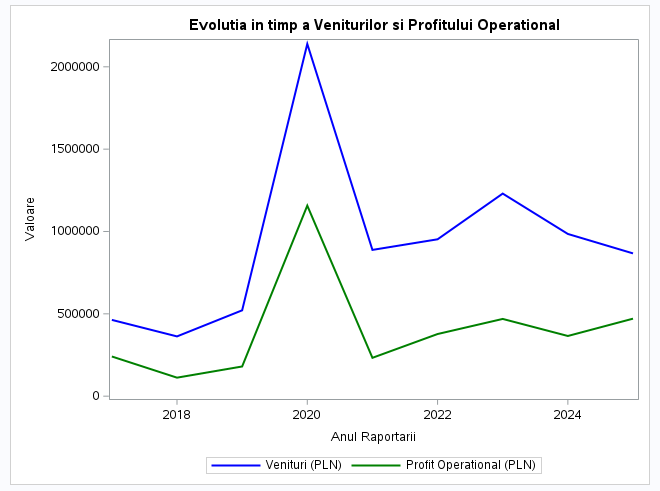 Evolutia in timp a Veniturilor si Profitului Operational
2000000
1500000
1000000
500000
0
Valoare
2018 2020 2022 2024
Anul Raportarii
Venituri (PLN) Profit Operational (PLN)